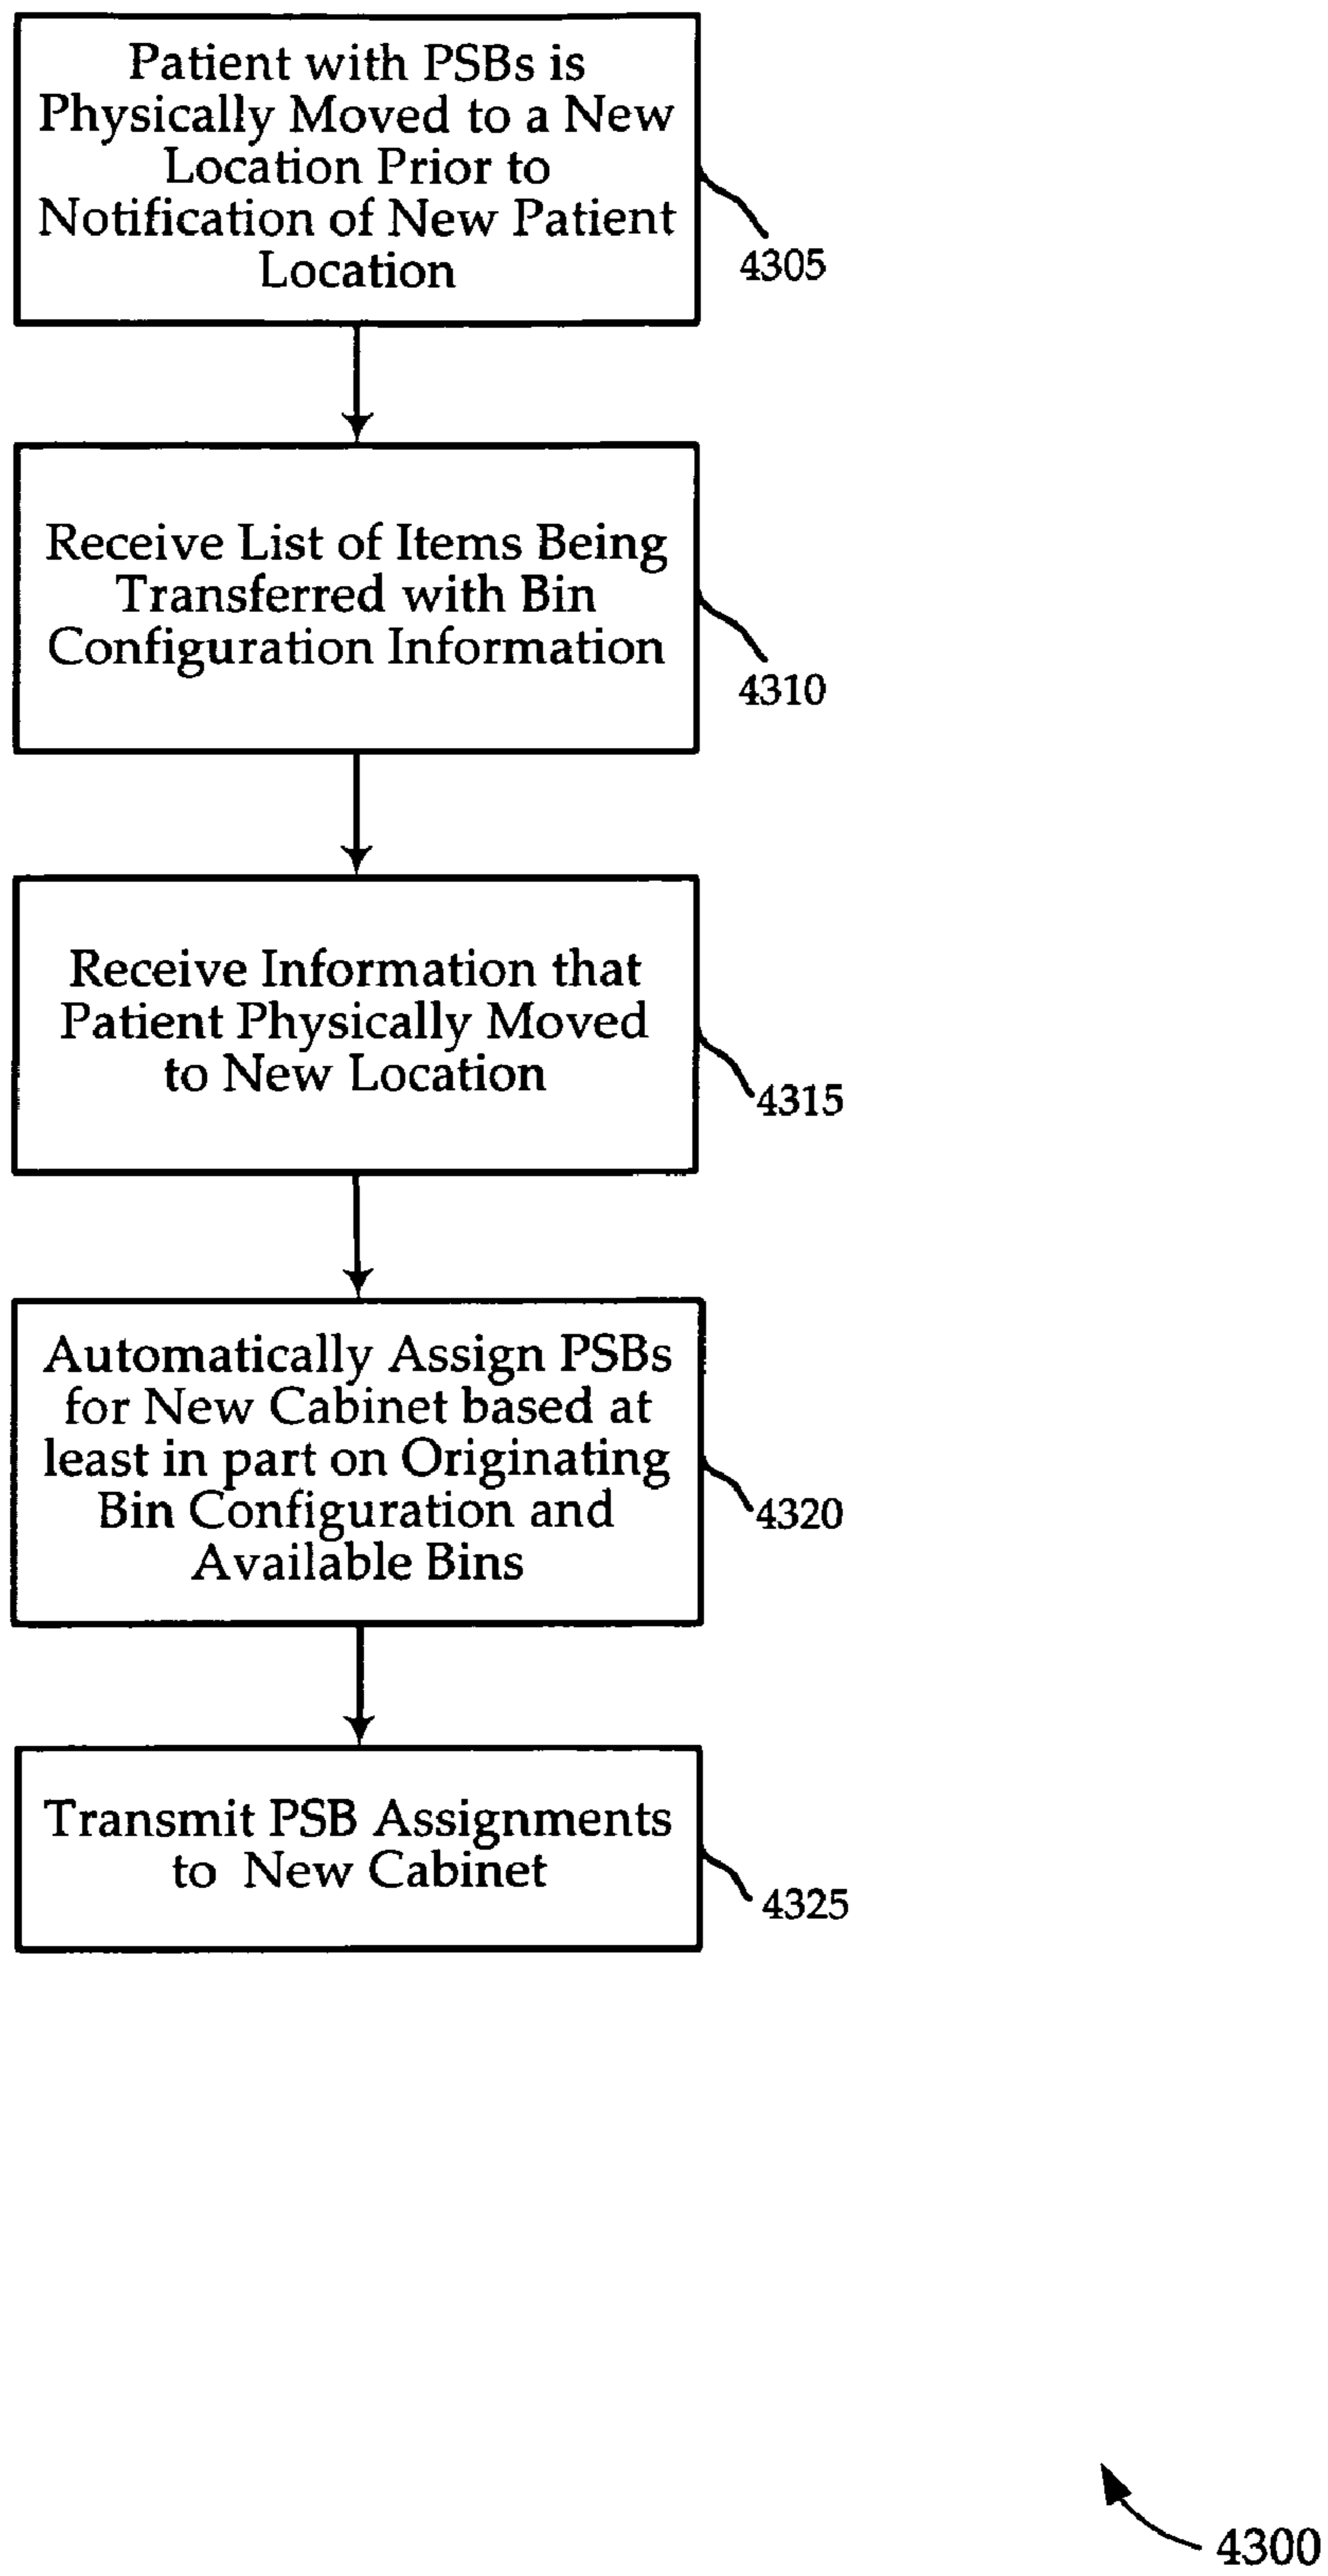 Patient with PSBs is
Physically Moved to a New
Location Prior to
Notification of New Patient
Location
4305
Receive List of Items Being
Transferred with Bin
Configuration Information
4310
Receive Information that
Patient Physically Moved
to New Location
4315
Automatically Assign PSBs
for New Cabinet based at
least in part on Originating
Bin Configuration and
Available Bins
4320
Transmit PSB Assignments
to New Cabinet
4325
4300